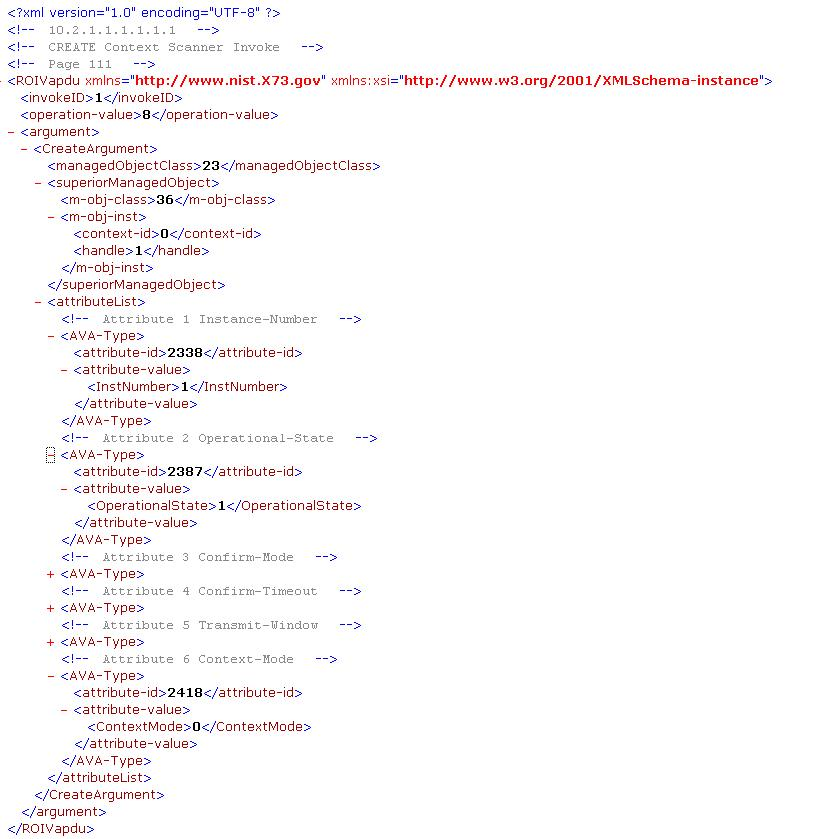 <?xml version="1.0" encoding="UTF-8" ?>
<!-- 10.2.1.1.1.1.1.1 -->
<!-- CREATE Context Scanner Invoke -->
<!-- Page 111 -->
- <ROIVapdu xmlns="http://www.nist.X73.gov" xmlns:xsi="http://www.w3.org/2001/XMLSchema-instance">
<invokeID>1</invokeID>
<operation-value>8</operation-value>
- <argument>
- <CreateArgument>
<managedObjectClass>23</managedObjectClass>
- <superiorManagedObject>
<m-obj-class>36</m-obj-class>
- <m-obj-inst>
<context-id>0</context-id>
<handle>1</handle>
</m-obj-inst>
</superiorManagedObject>
- <attributeList>
<!-- Attribute 1 Instance-Number -->
- <AVA-Type>
<attribute-id>2338</attribute-id>
- <attribute-value>
<InstNumber>1</InstNumber>
</attribute-value>
</AVA-Type>
<!-- Attribute 2 Operational-State -->
- <AVA-Type>
<attribute-id>2387</attribute-id>
- <attribute-value>
<OperationalState>1</OperationalState>
</attribute-value>
</AVA-Type>
<!-- Attribute 3 Confirm-Mode -->
+ <AVA-Type>
<!-- Attribute 4 Confirm-Timeout -->
+ <AVA-Type>
<!-- Attribute 5 Transmit-Window -->
+ <AVA-Type>
<!-- Attribute 6 Context-Mode -->
- <AVA-Type>
<attribute-id>2418</attribute-id>
- <attribute-value>
<ContextMode>0</ContextMode>
</attribute-value>
</AVA-Type>
</attributeList>
</CreateArgument>
</argument>
</ROIVapdu>